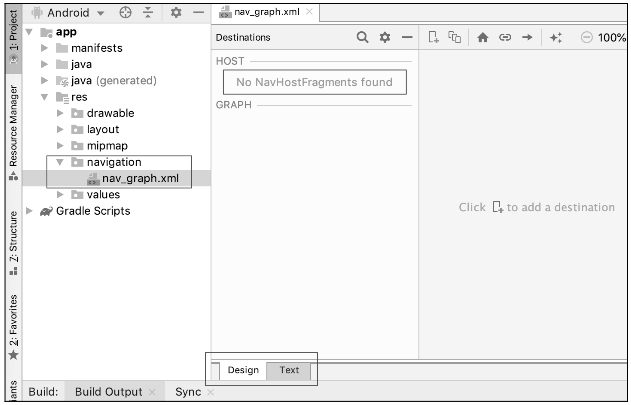 1: Project
Resource Manager
7: Structure
2: Favorites
iants
Android
app
manifests
java
java (generated)
res
drawable
layout
mipmap
navigation
nav_graph.xml
values
Gradle Scripts
nav_graph.xml
Destinations
100%
HOST
No NavHostFragments found
GRAPH
Click to add a destination
Design Text
Build: Build Output Sync